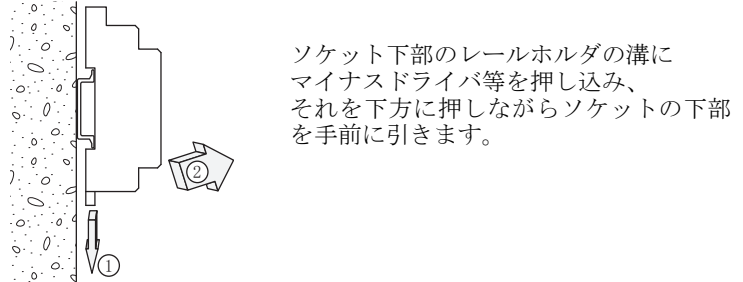 ソケット下部のレールホルダの溝に
マイナスドライバ等を押し込み、
それを下方に押しながらソケットの下部
を手前に引きます。
②
①